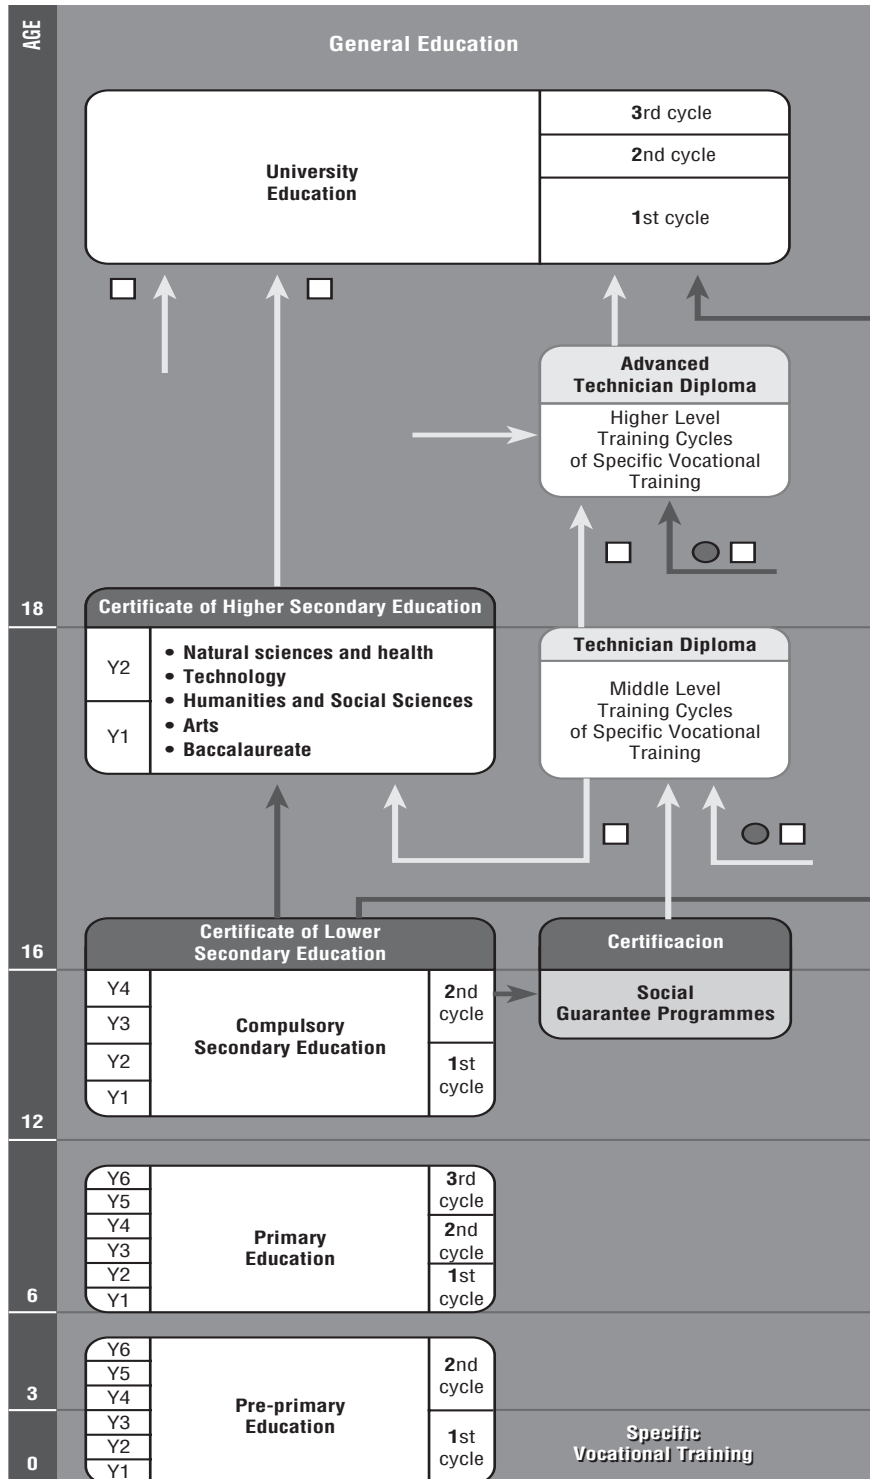 AGE
General Education
University
Education
3rd cycle
2nd cycle
1st cycle
Advanced
Technician Diploma
Higher Level
Training Cycles
of Specific Vocational
Training
18
Certificate of Higher Secondary Education
Y2
Y1
• Natural sciences and health
• Technology
• Humanities and Social Sciences
• Arts
• Baccalaureate
Technician Diploma
Middle Level
Training Cycles
of Specific Vocational
Training
16
Certificate of Lower
Secondary Education
Certificacion
Y4
Y3
Y2
Y1
Compulsory
Secondary Education
2nd
cycle
1st
cycle
Social
Guarantee Programmes
12
Y6
Y5
Y4
Y3
Y2
Y1
Primary
Education
3rd
cycle
2nd
cycle
1st
cycle
6
Y6
Y5
Y4
Y3
Y2
Y1
Pre-primary
Education
2nd
cycle
1st
cycle
3
0
Specific
Vocational Training